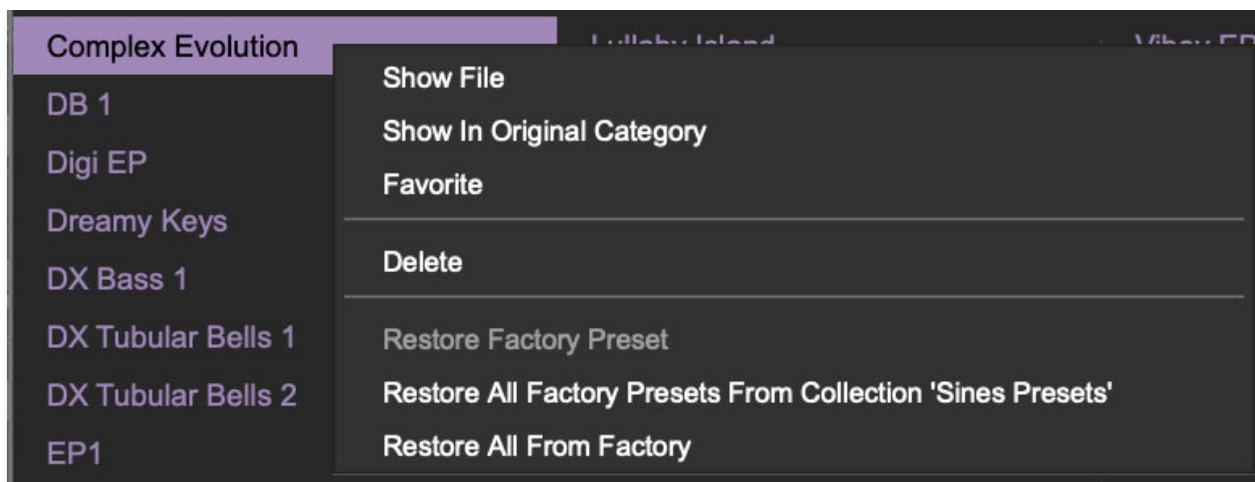 Complex Evolution
DB 1
Digi EP
Dreamy Keys
DX Bass 1
DX Tubular Bells 1
DX Tubular Bells 2
EP1
Lullaby Island
Show File
Show In Original Category
Favorite
Delete
Restore Factory Preset
Restore All Factory Presets From Collection 'Sines Presets'
Restore All From Factory